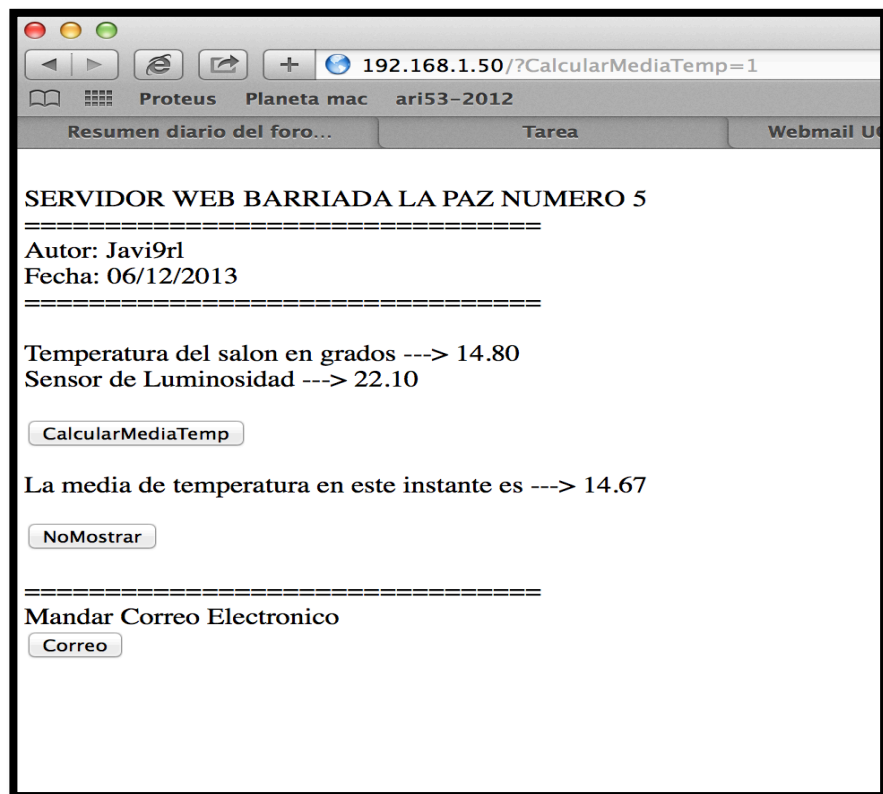 192.168.1.50/?CalcularMediaTemp=1
Proteus Planeta mac ari53-2012
Resumen diario del foro... Tarea Webmail
SERVIDOR WEB BARRIADA LA PAZ NUMERO 5
================================
Autor: Javi9rl
Fecha: 06/12/2013
================================
Temperatura del salon en grados ---> 14.80
Sensor de Luminosidad ---> 22.10
CalcularMediaTemp
La media de temperatura en este instante es ---> 14.67
NoMostrar
================================
Mandar Correo Electronico
Correo